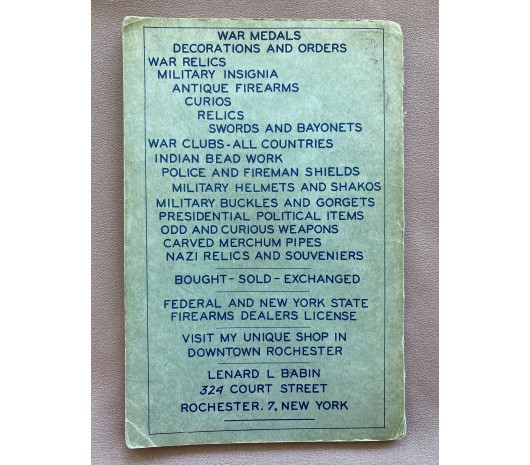 WAR MEDALS
DECORATIONS AND ORDERS
WAR RELICS
MILITARY INSIGNIA
ANTIQUE FIREARMS
CURIOS
RELICS
SWORDS AND BAYONETS
WAR CLUBS-ALL COUNTRIES
INDIAN BEAD WORK
POLICE AND FIREMAN SHIELDS
MILITARY HELMETS AND SHAKOS
MILITARY BUCKLES AND GORGETS
PRESIDENTIAL POLITICAL ITEMS
ODD AND CURIOUS WEAPONS
CARVED MERCHUM PIPES
NAZI RELICS AND SOUVENIERS
BOUGHT - SOLD - EXCHANGED
FEDERAL AND NEW YORK STATE
FIREARMS DEALERS LICENSE
VISIT MY UNIQUE SHOP IN
DOWNTOWN ROCHESTER
LENARD L BABIN
324 COURT STREET
ROCHESTER. 7, NEW YORK